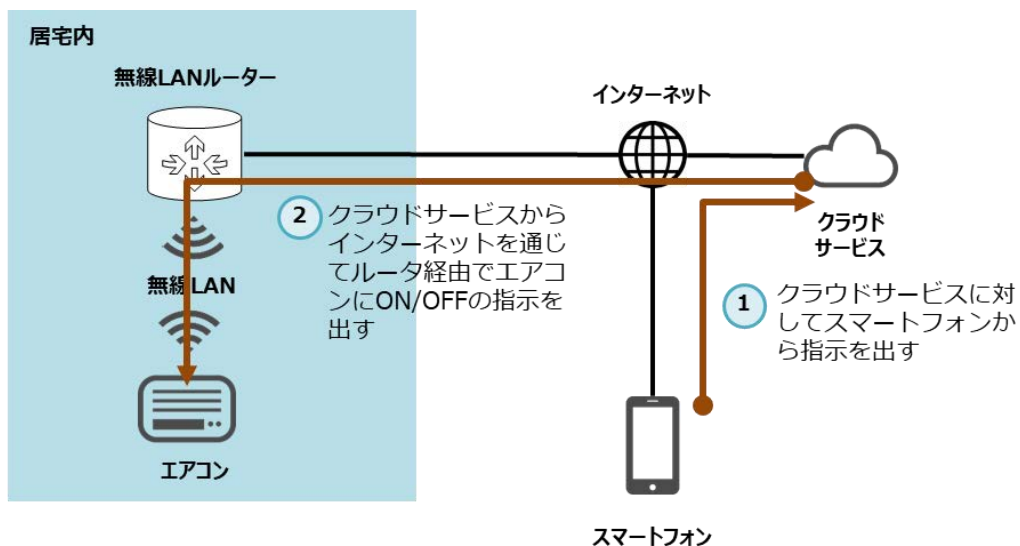 居宅内
無線LANルーター
インターネット
クラウド
サービス
2
クラウドサービスから
インターネットを通じ
てルータ経由でエアコ
ンにON/OFFの指示を
出す
1
クラウドサービスに対
してスマートフォンか
ら指示を出す
無線LAN
エアコン
スマートフォン